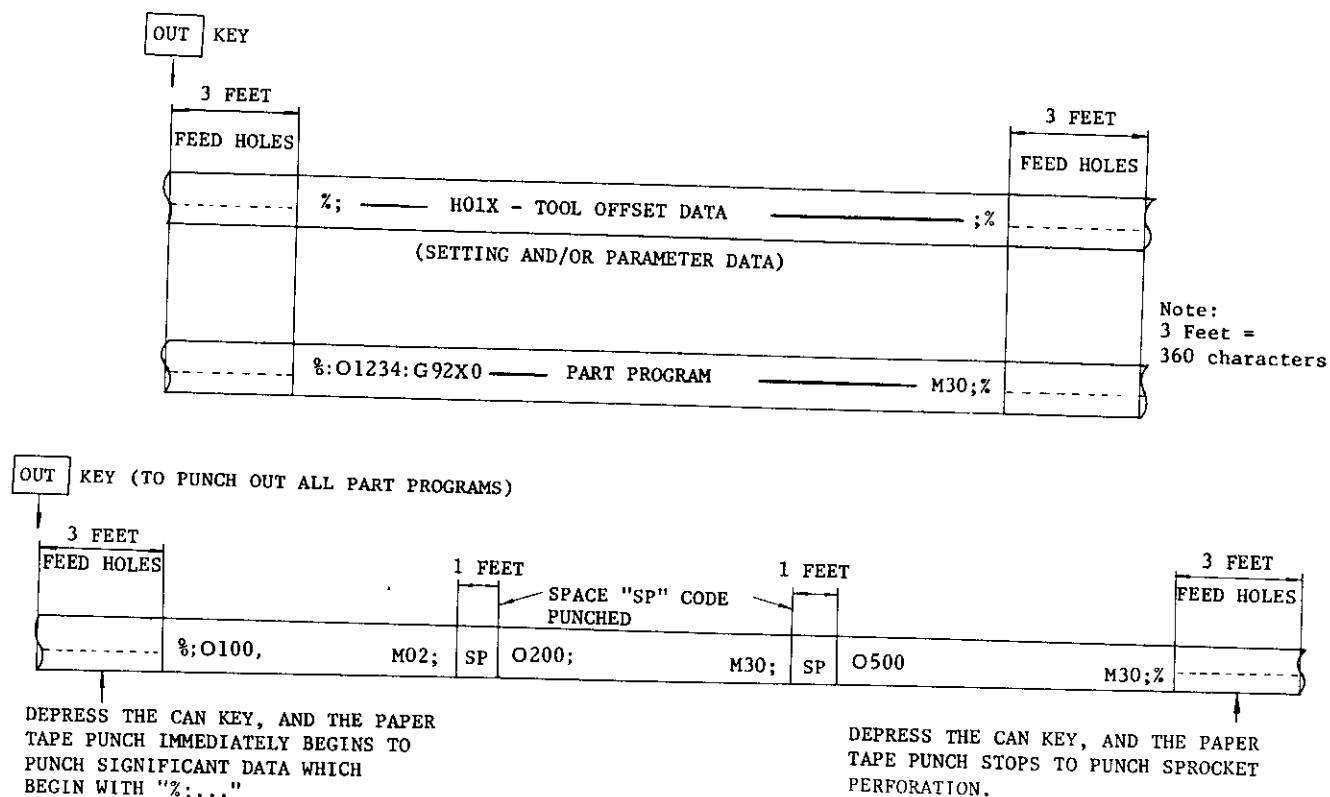 OUT KEY
3 FEET
FEED HOLES
3 FEET
FEED HOLES
%; H01X - TOOL OFFSET DATA ;%
(SETTING AND/OR PARAMETER DATA)
Note:
3 Feet =
360 characters
%:O1234:G92X0 PART PROGRAM M30;%
OUT KEY (TO PUNCH OUT ALL PART PROGRAMS)
3 FEET
FEED HOLES
1 FEET
SPACE "SP" CODE
PUNCHED
1 FEET
3 FEET
FEED HOLES
%;O100, M02; SP O200; M30; SP O500 M30;%
DEPRESS THE CAN KEY, AND THE PAPER
TAPE PUNCH IMMEDIATELY BEGINS TO
PUNCH SIGNIFICANT DATA WHICH
BEGIN WITH "%:..."
DEPRESS THE CAN KEY, AND THE PAPER
TAPE PUNCH STOPS TO PUNCH SPROCKET
PERFORATION.